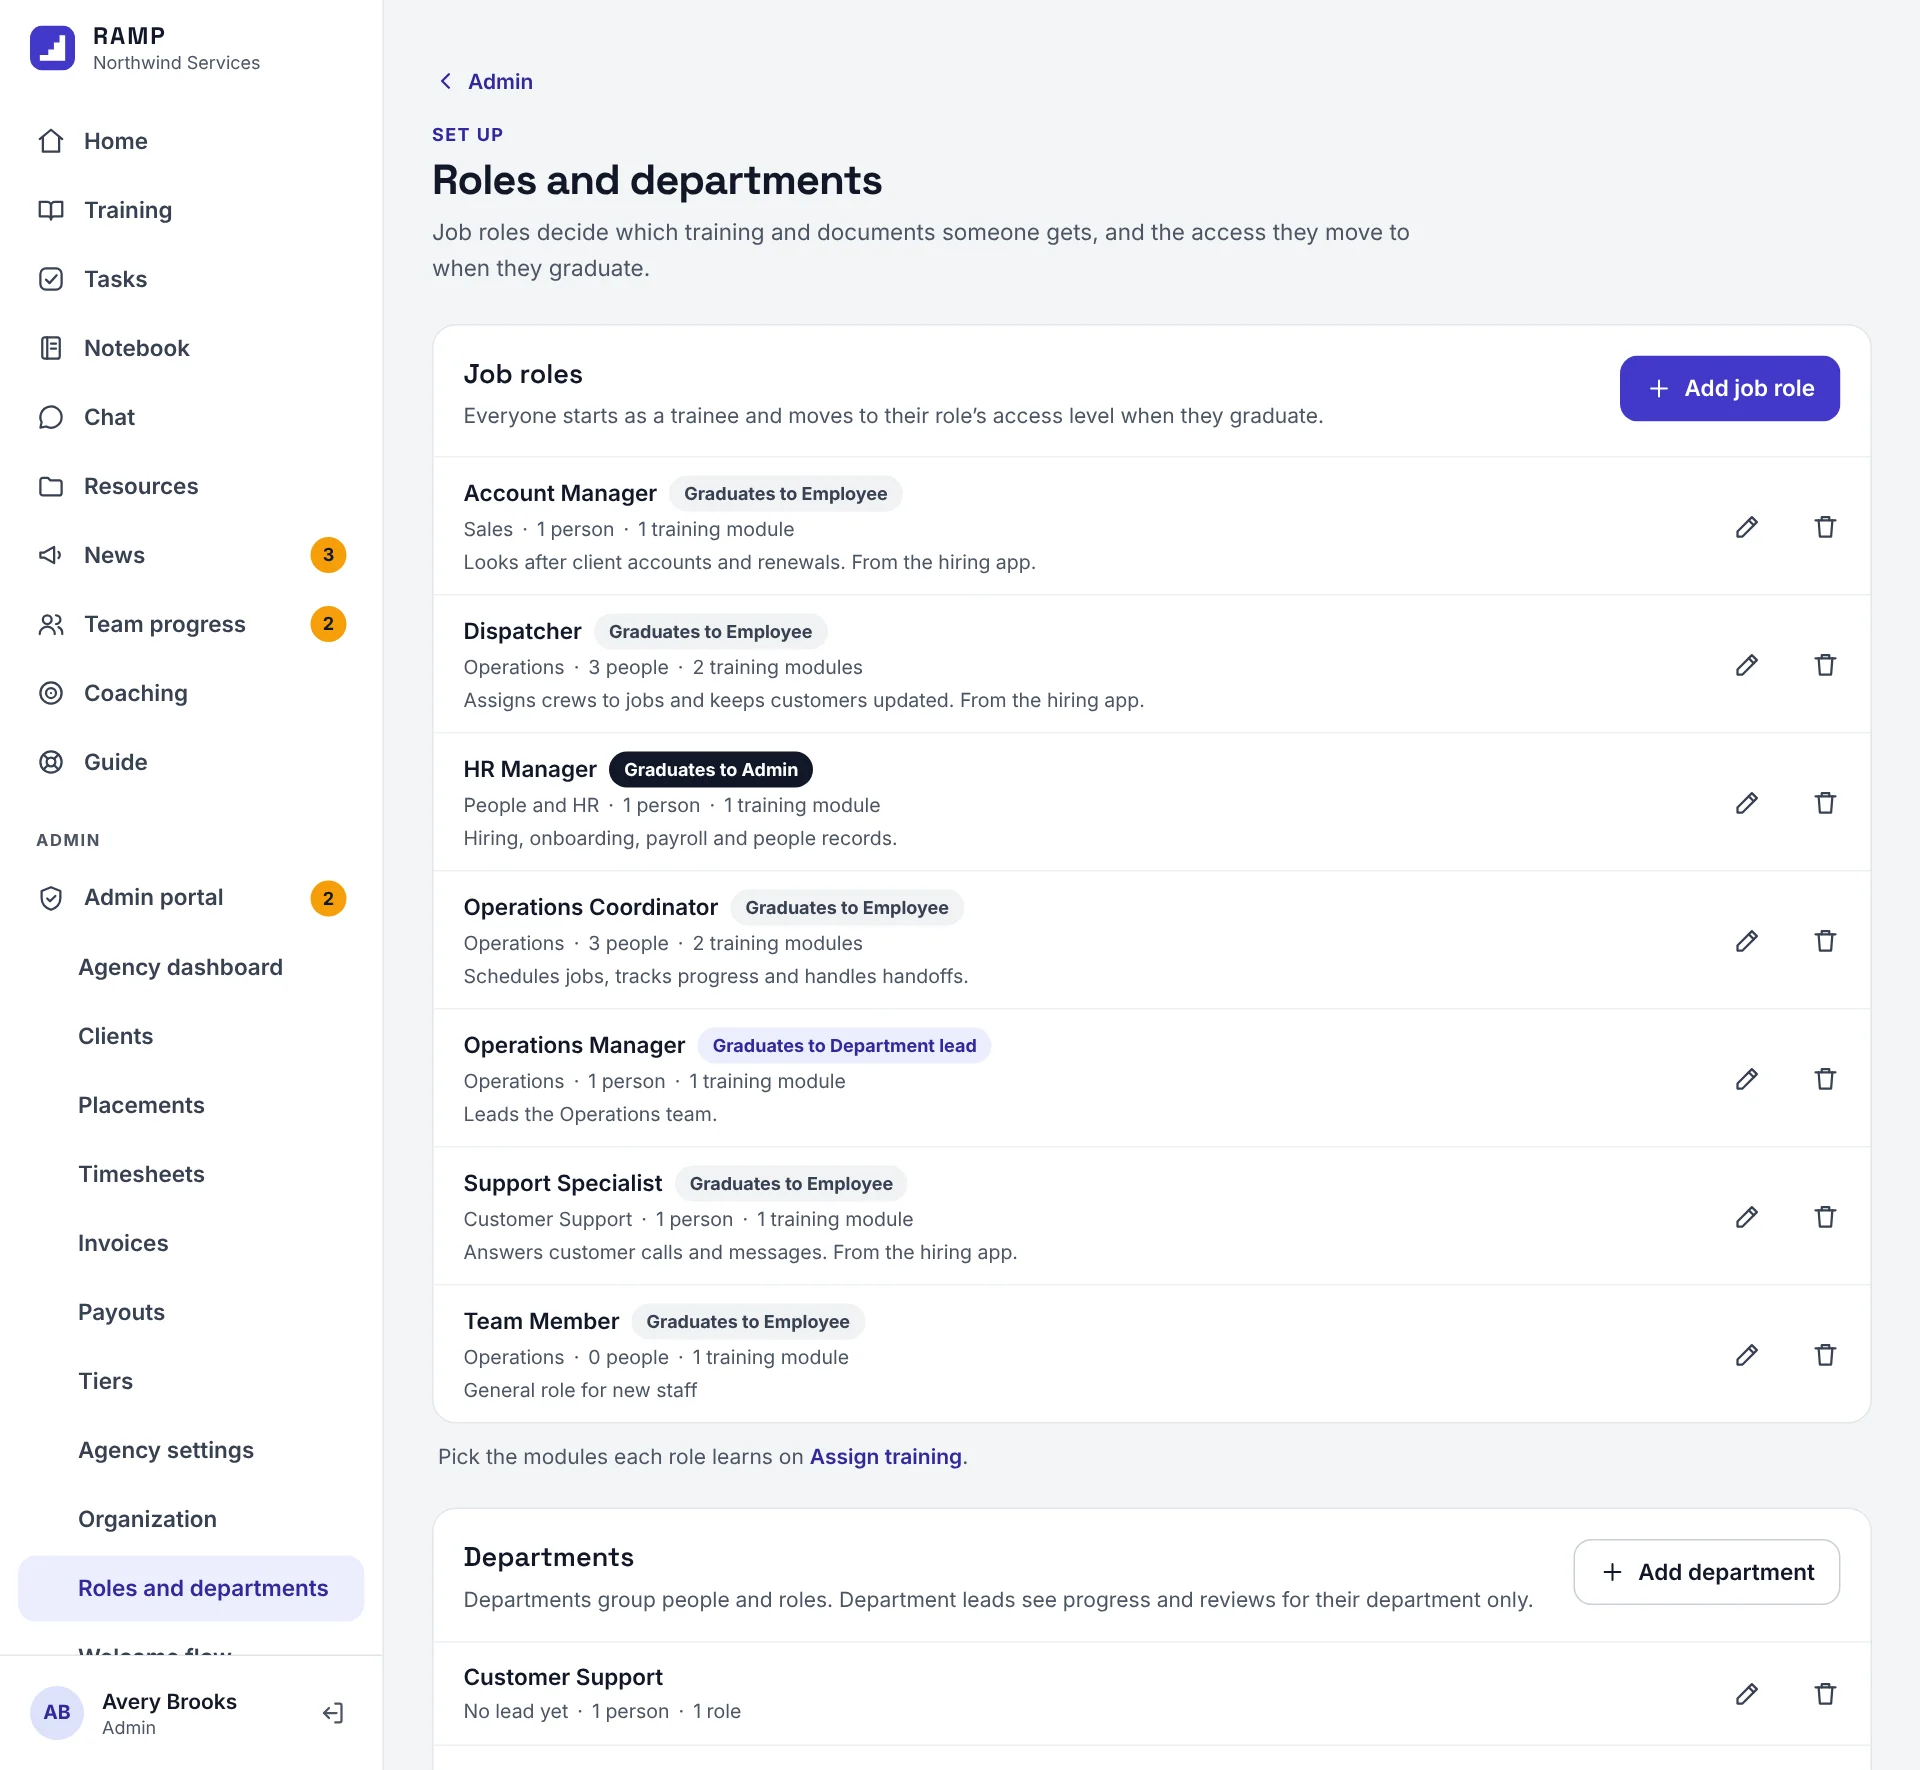 RAMP
Northwind Services
Home
Training
Tasks
Notebook
Chat
Resources
News 3
Team progress 2
Coaching
Guide
ADMIN
Admin portal 2
Agency dashboard
Clients
Placements
Timesheets
Invoices
Payouts
Tiers
Agency settings
Organization
Roles and departments
Welcome flow
AB
Avery Brooks
Admin
Admin
SET UP
Roles and departments
Job roles decide which training and documents someone gets, and the access they move to
when they graduate.
Job roles
Everyone starts as a trainee and moves to their role’s access level when they graduate.
Add job role
Account Manager Graduates to Employee
Sales · 1 person · 1 training module
Looks after client accounts and renewals. From the hiring app.
Dispatcher Graduates to Employee
Operations · 3 people · 2 training modules
Assigns crews to jobs and keeps customers updated. From the hiring app.
HR Manager Graduates to Admin
People and HR · 1 person · 1 training module
Hiring, onboarding, payroll and people records.
Operations Coordinator Graduates to Employee
Operations · 3 people · 2 training modules
Schedules jobs, tracks progress and handles handoffs.
Operations Manager Graduates to Department lead
Operations · 1 person · 1 training module
Leads the Operations team.
Support Specialist Graduates to Employee
Customer Support · 1 person · 1 training module
Answers customer calls and messages. From the hiring app.
Team Member Graduates to Employee
Operations · 0 people · 1 training module
General role for new staff
Pick the modules each role learns on Assign training.
Departments
Departments group people and roles. Department leads see progress and reviews for their department only.
Add department
Customer Support
No lead yet · 1 person · 1 role